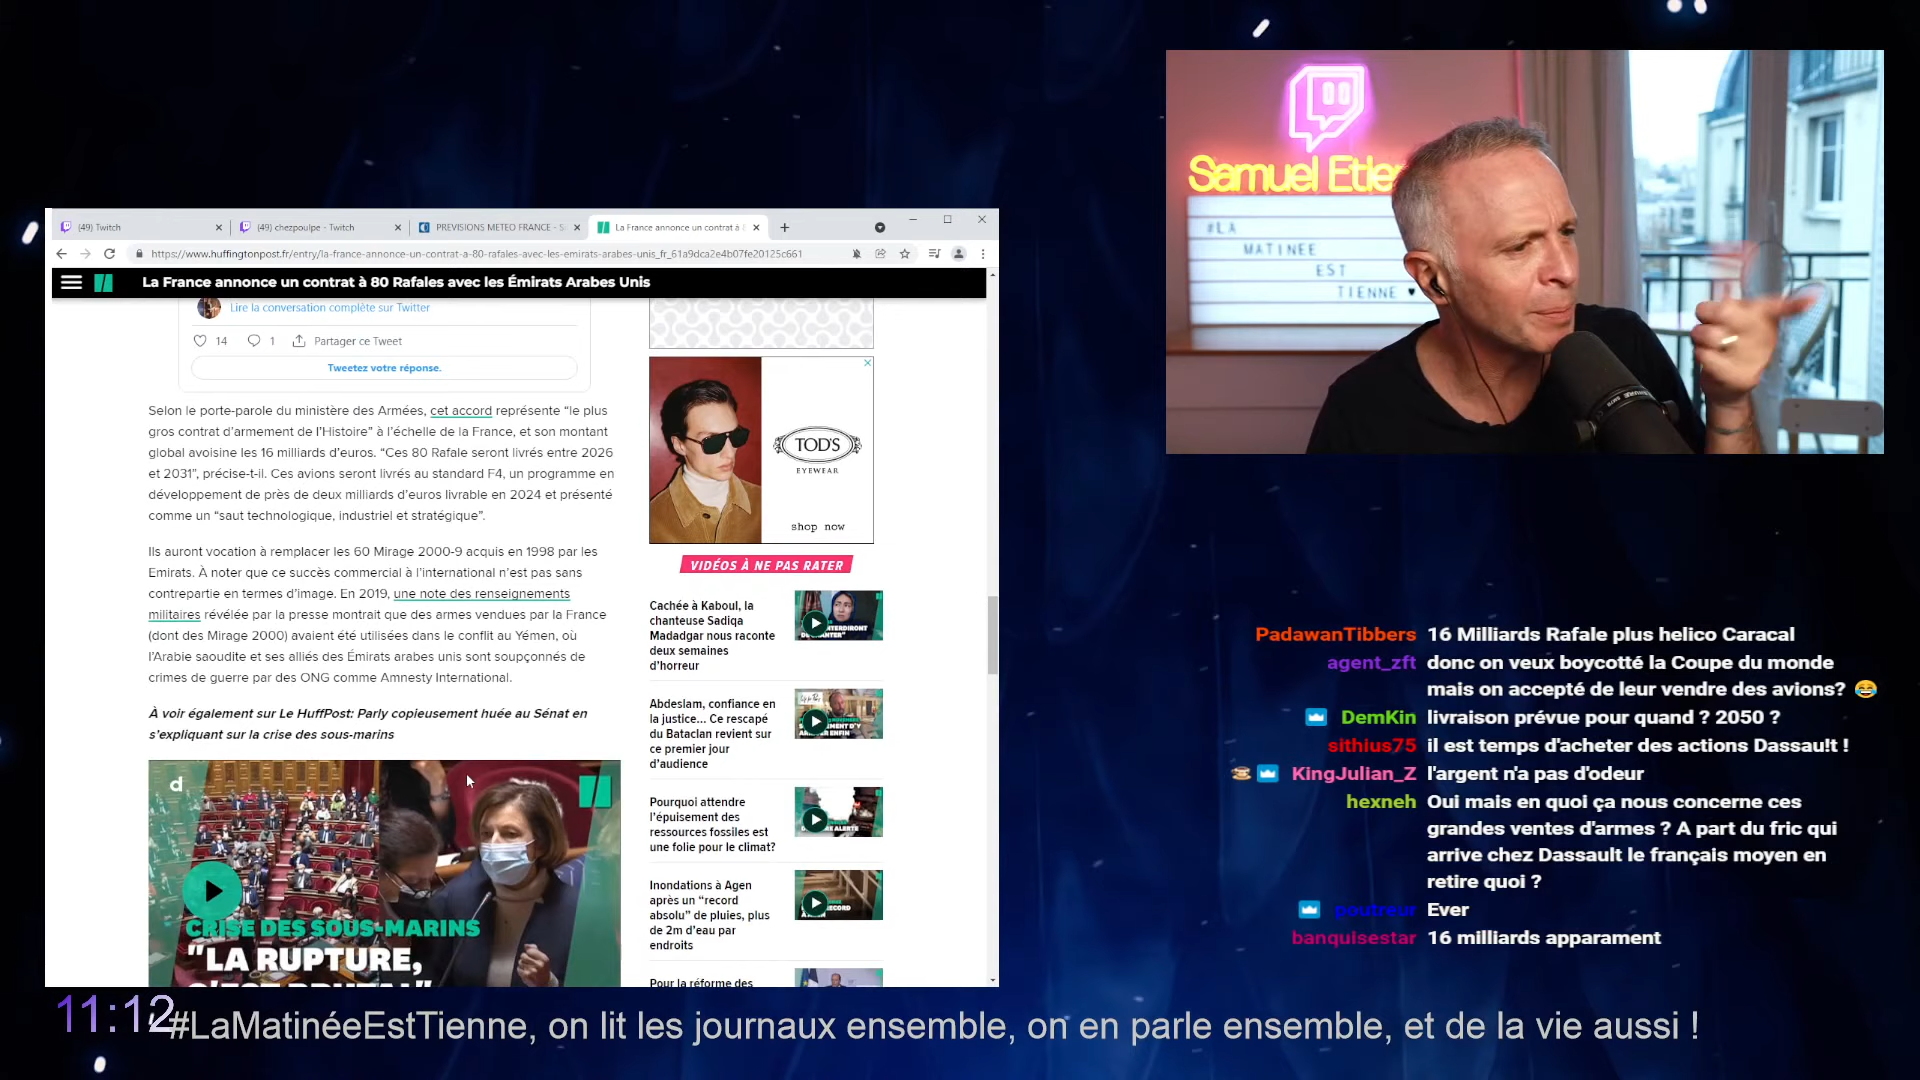 (49) Twitch
(49) chezpoulpe - Twitch
PREVISIONS METEO FRANCE - S
La France annonce un contrat à
https://www.huffingtonpost.fr/entry/la-france-annonce-un-contrat-a-80-rafales-avec-les-emirats-arabes-unis_fr_61a9dca2e4b07fe20125c661
La France annonce un contrat à 80 Rafales avec les Émirats Arabes Unis
Lire la conversation complète sur Twitter
14
1
Partager ce Tweet
Tweetez votre réponse.
Selon le porte-parole du ministère des Armées, cet accord représente “le plus
gros contrat d’armement de l’Histoire” à l’échelle de la France, et son montant
global avoisine les 16 milliards d’euros. “Ces 80 Rafale seront livrés entre 2026
et 2031”, précise-t-il. Ces avions seront livrés au standard F4, un programme en
développement de près de deux milliards d’euros livrable en 2024 et présenté
comme un “saut technologique, industriel et stratégique”.
Ils auront vocation à remplacer les 60 Mirage 2000-9 acquis en 1998 par les
Emirats. À noter que ce succès commercial à l’international n’est pas sans
contrepartie en termes d’image. En 2019, une note des renseignements
militaires révélée par la presse montrait que des armes vendues par la France
(dont des Mirage 2000) avaient été utilisées dans le conflit au Yémen, où
l’Arabie saoudite et ses alliés des Émirats arabes unis sont soupçonnés de
crimes de guerre par des ONG comme Amnesty International.
À voir également sur Le HuffPost: Parly copieusement huée au Sénat en
s’expliquant sur la crise des sous-marins
d
CRISE DES SOUS-MARINS
"LA RUPTURE,
C'EST BRUTAL"
TOD'S
EYEWEAR
shop now
VIDÉOS À NE PAS RATER
Cachée à Kaboul, la
chanteuse Sadiqa
Madadgar nous raconte
deux semaines
d’horreur
Abdeslam, confiance en
la justice... Ce rescapé
du Bataclan revient sur
ce premier jour
d’audience
Pourquoi attendre
l’épuisement des
ressources fossiles est
une folie pour le climat?
Inondations à Agen
après un “record
absolu” de pluies, plus
de 2m d’eau par
endroits
Pour la réforme des
Samuel Etie
#LA
MATINEE
EST
TIENNE ♥
PadawanTibbers 16 Milliards Rafale plus helico Caracal
agent_zft donc on veux boycotté la Coupe du monde
mais on accepté de leur vendre des avions? 😂
DemKin livraison prévue pour quand ? 2050 ?
sithius75 il est temps d'acheter des actions Dassau!t !
KingJulian_Z l'argent n'a pas d'odeur
hexneh Oui mais en quoi ça nous concerne ces
grandes ventes d'armes ? A part du fric qui
arrive chez Dassault le français moyen en
retire quoi ?
poutreur Ever
banquisestar 16 milliards apparament
11:12
#LaMatinéeEstTienne, on lit les journaux ensemble, on en parle ensemble, et de la vie aussi !